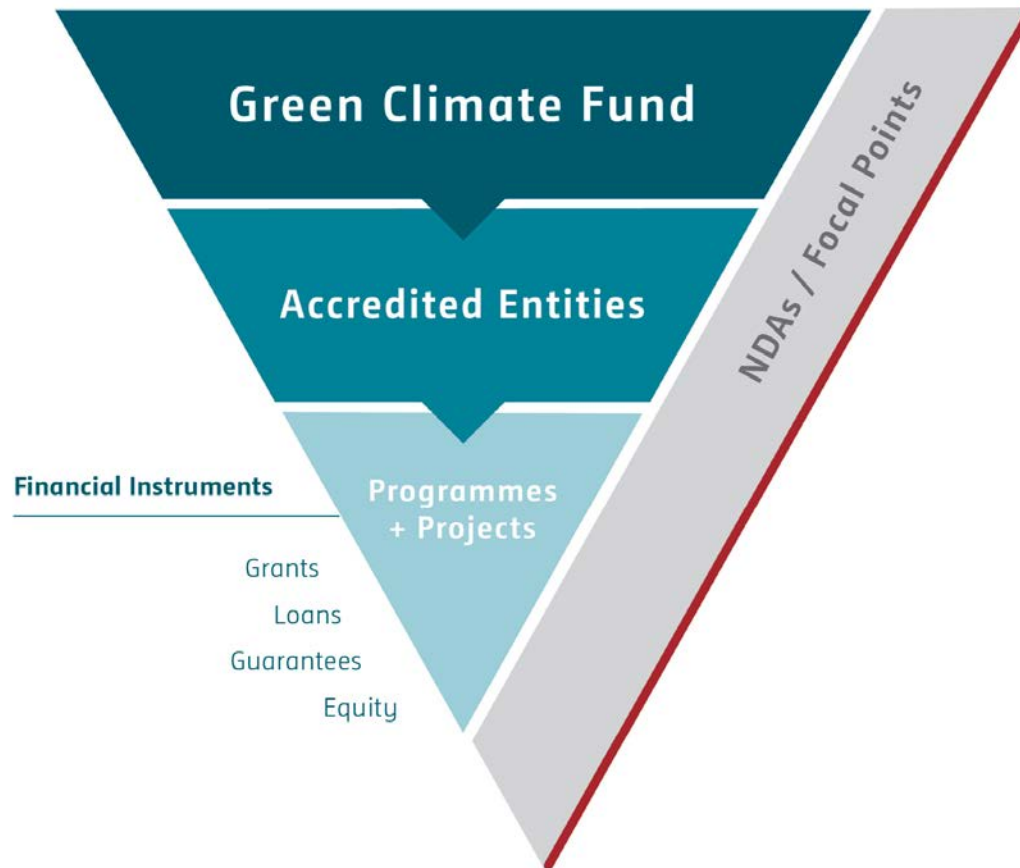 Green Climate Fund
NDAs / Focal Points
Accredited Entities
Financial Instruments
Programmes
+ Projects
Grants
Loans
Guarantees
Equity